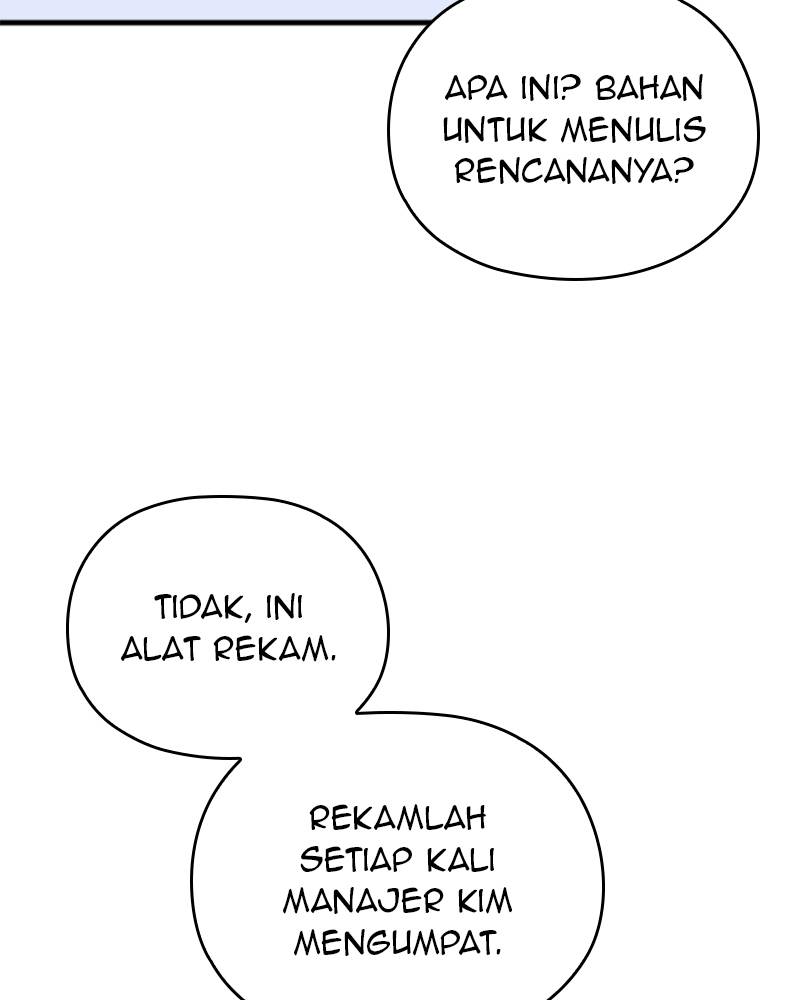 APA INI? BAHAN
UNTUK MENULIS
RENCANANYA?
TIDAK, INI
ALAT REKAM.
REKAMLAH
SETIAP KALI
MANAJER KIM
MENGUMPAT.